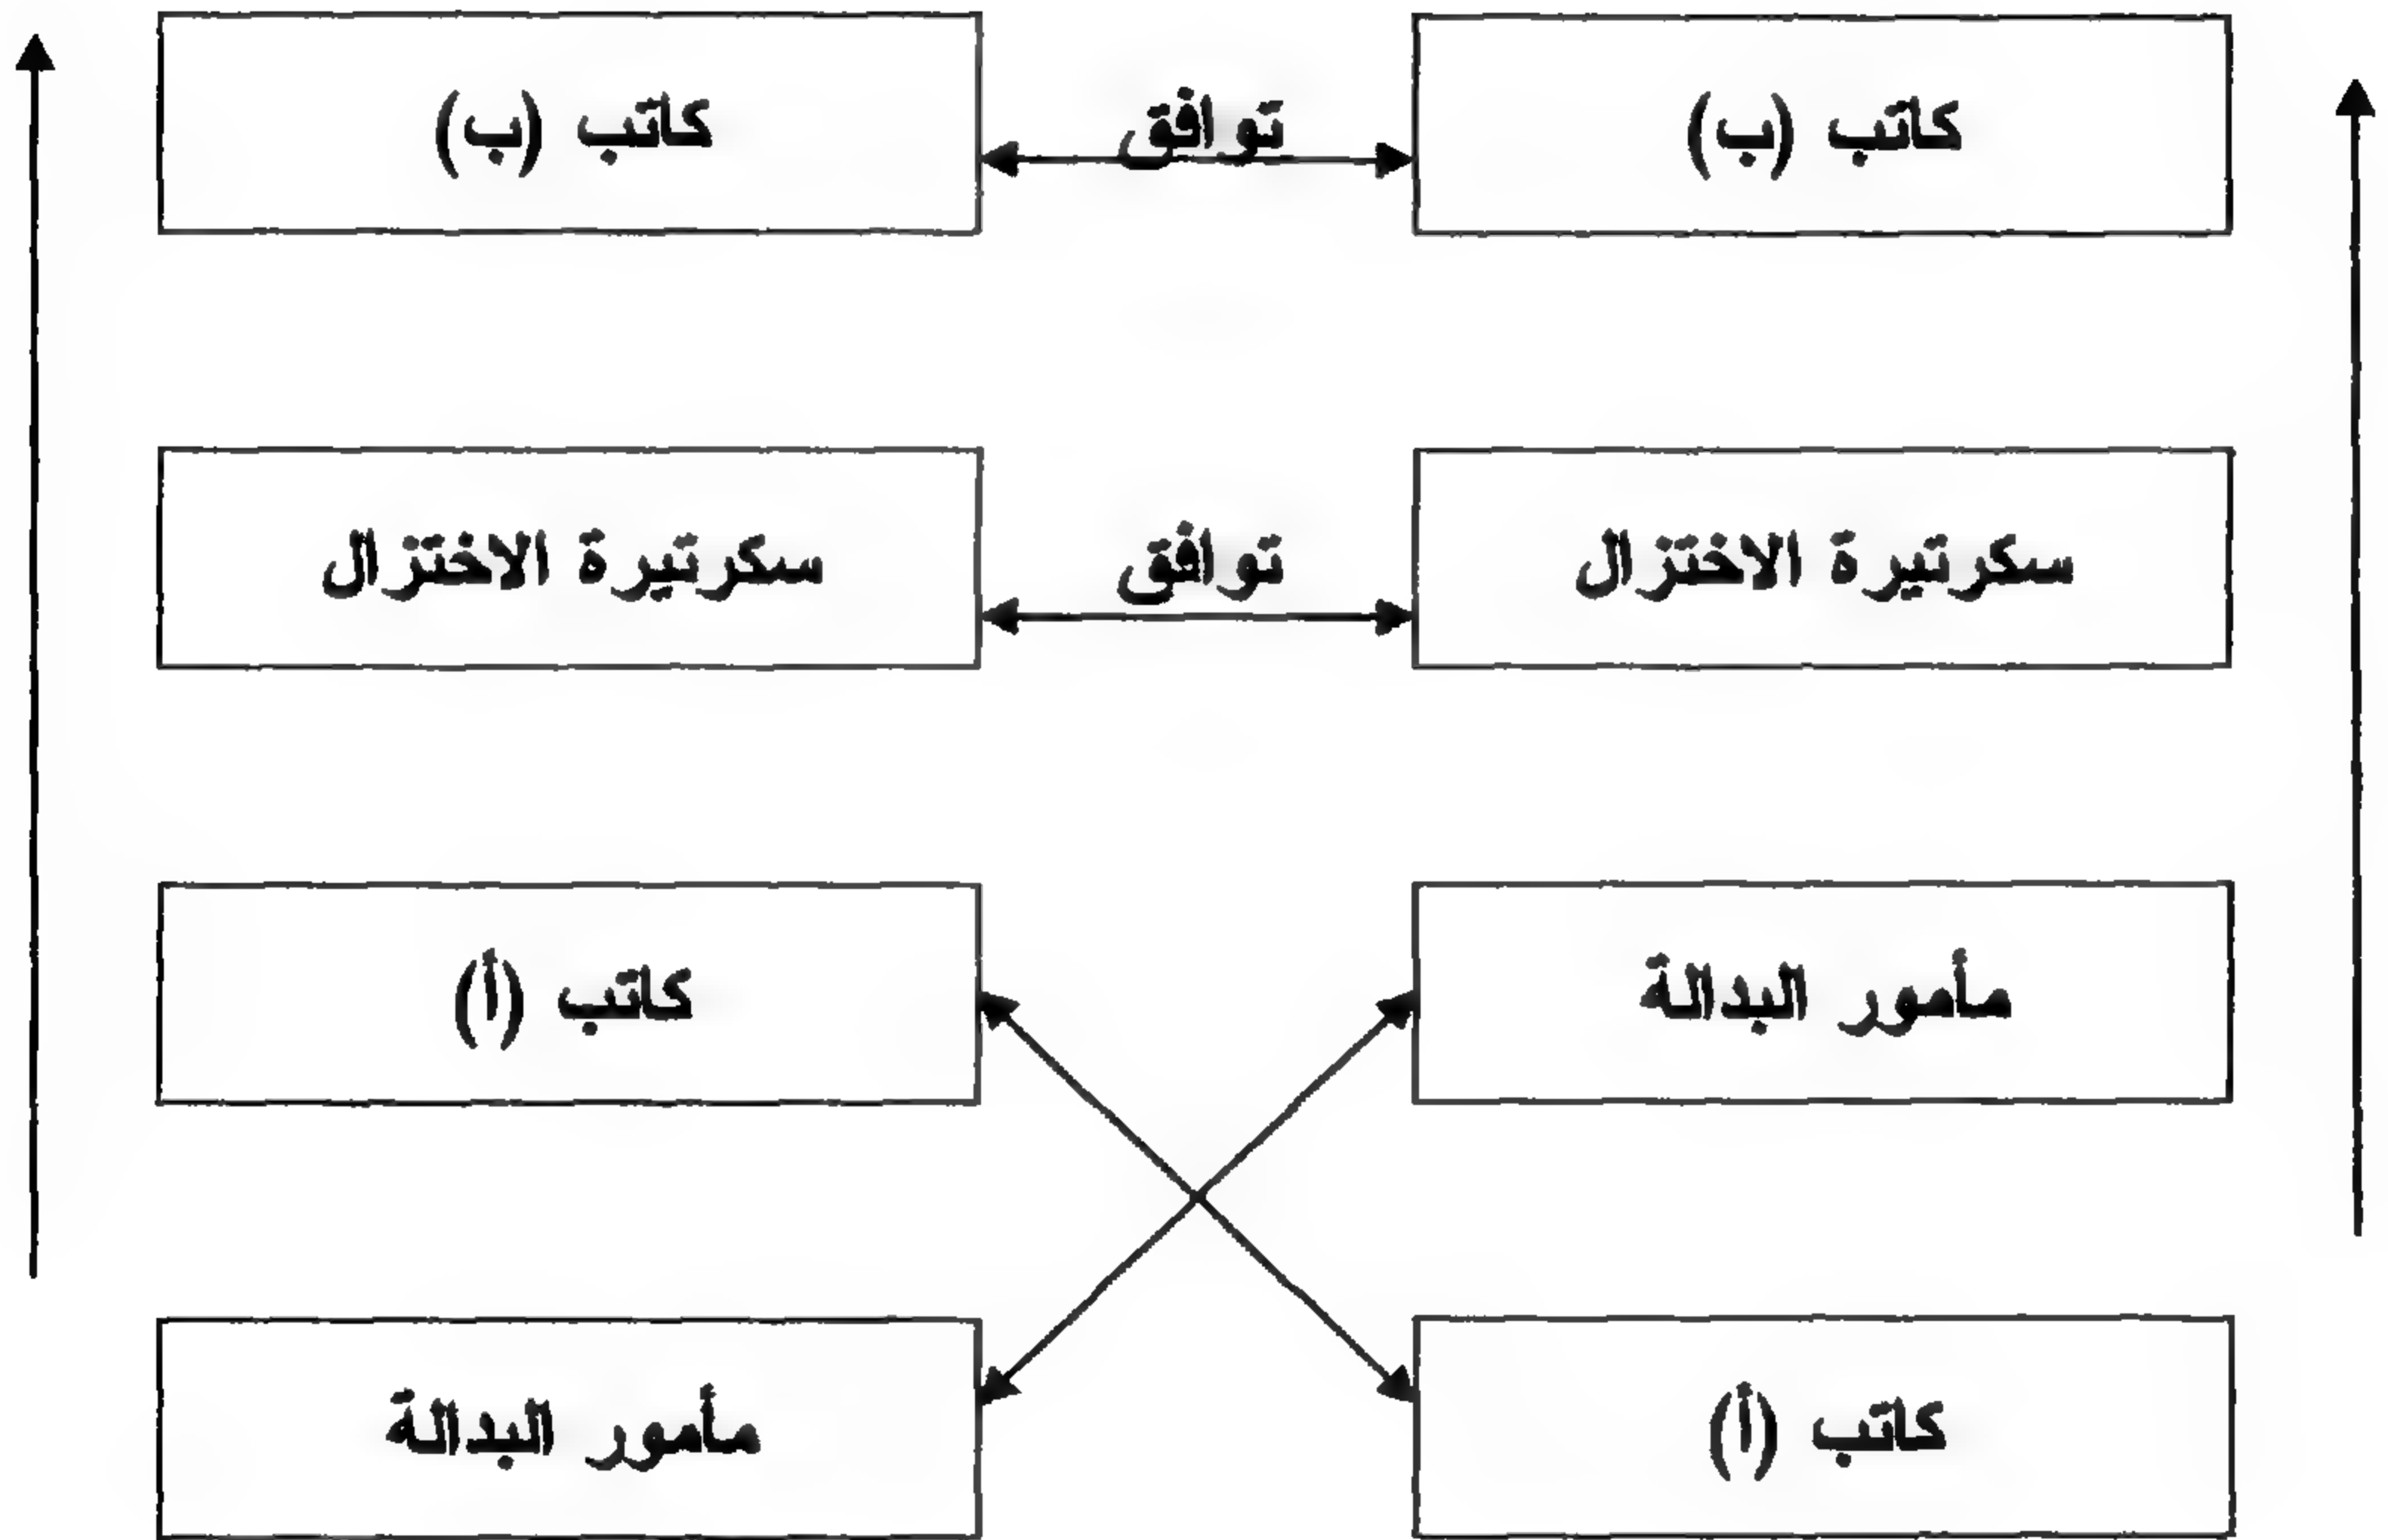 كاتب (ب)
توافق
كاتب (ب)
سكرتيرة الاختزال
توافق
سكرتيرة الاختزال
مأمور البدالة
كاتب (أ)
كاتب (أ)
مأمور البدالة